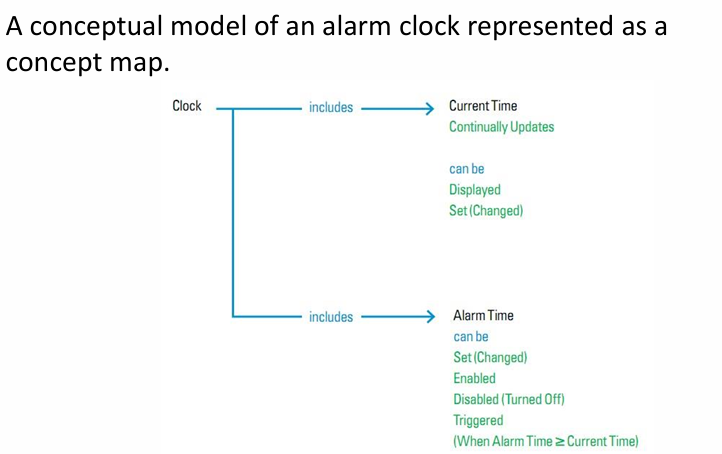 A conceptual model of an alarm clock represented as a
concept map.
Clock
includes
Current Time
Continually Updates
can be
Displayed
Set (Changed)
includes
Alarm Time
can be
Set (Changed)
Enabled
Disabled (Turned Off)
Triggered
(When Alarm Time ≥ Current Time)